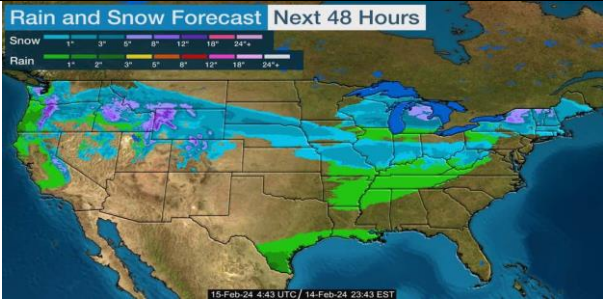 Rain and Snow Forecast Next 48 Hours
Snow 1" 3" 5" 8" 12" 18" 24"+
Rain 1" 2" 3" 5" 8" 12" 18" 24"+
15-Feb-24 4:43 UTC / 14-Feb-24 23:43 EST